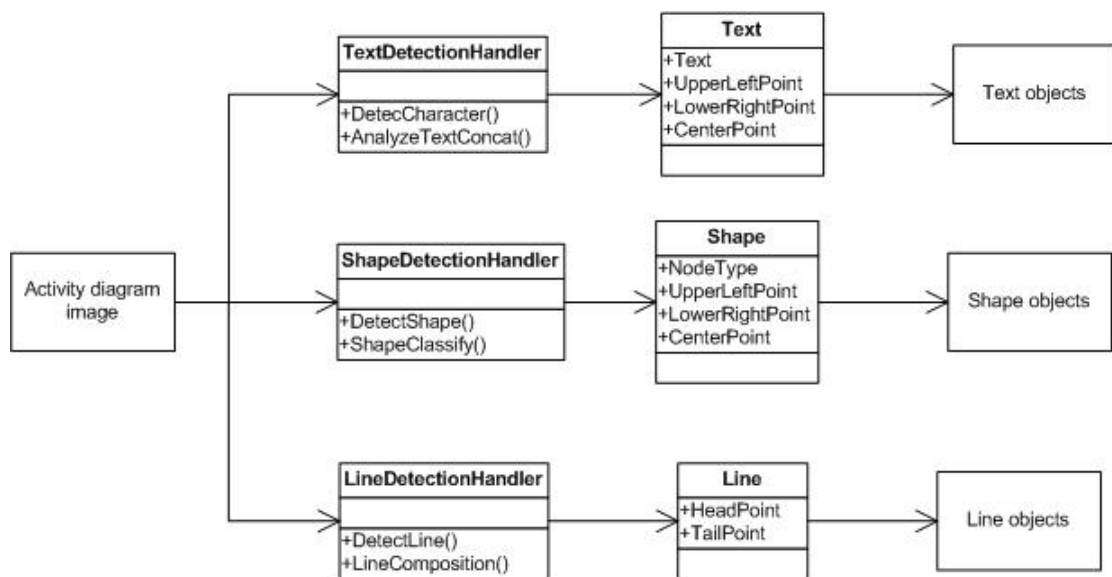 TextDetectionHandler
+DetecCharacter()
+AnalyzeTextConcat()
Text
+Text
+UpperLeftPoint
+LowerRightPoint
+CenterPoint
Text objects
Activity diagram
image
ShapeDetectionHandler
+DetectShape()
+ShapeClassify()
Shape
+NodeType
+UpperLeftPoint
+LowerRightPoint
+CenterPoint
Shape objects
LineDetectionHandler
+DetectLine()
+LineComposition()
Line
+HeadPoint
+TailPoint
Line objects